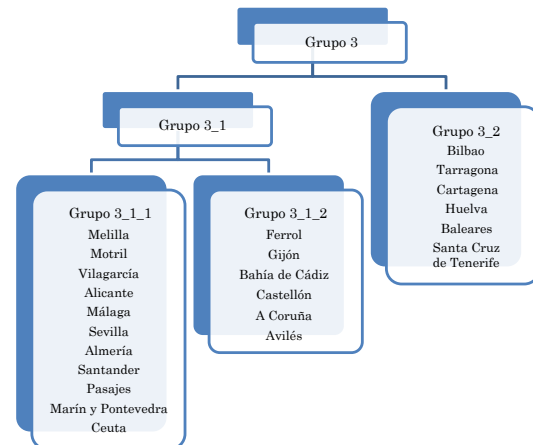 Grupo 3
Grupo 3_1
Grupo 3_2
Bilbao
Tarragona
Cartagena
Huelva
Baleares
Santa Cruz
de Tenerife
Grupo 3_1_1
Melilla
Motril
Vilagarcía
Alicante
Málaga
Sevilla
Almería
Santander
Pasajes
Marín y Pontevedra
Ceuta
Grupo 3_1_2
Ferrol
Gijón
Bahía de Cádiz
Castellón
A Coruña
Avilés